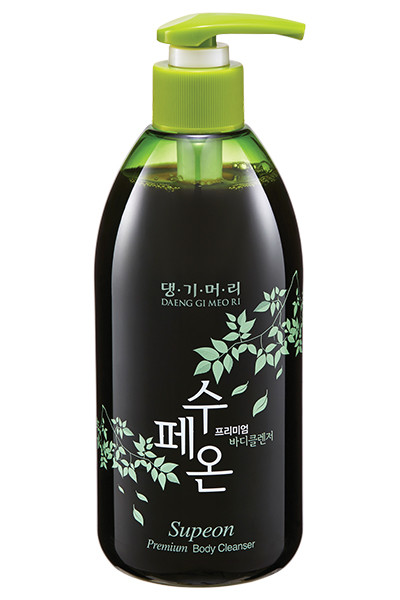 댕·기·머·리
DAENG GI MEO RI
수
페
온
프리미엄
바디클렌저
Supeon
Premium Body Cleanser